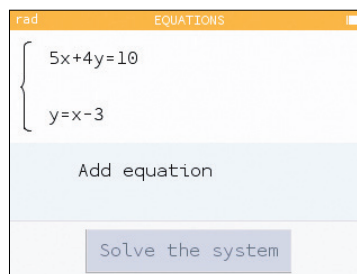 rad EQUATIONS
5x+4y=10
y=x-3
Add equation
Solve the system